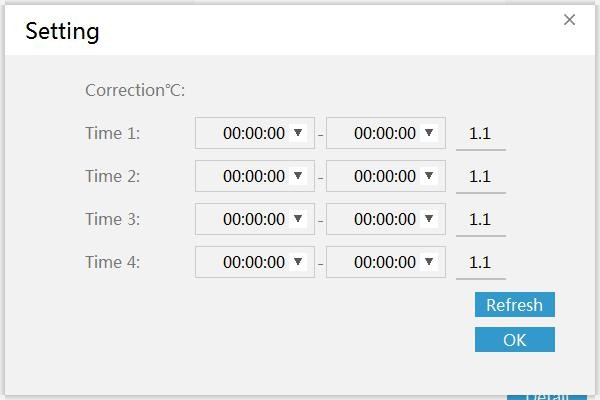 Setting
Correction℃:
Time 1: 00:00:00 - 00:00:00 1.1
Time 2: 00:00:00 - 00:00:00 1.1
Time 3: 00:00:00 - 00:00:00 1.1
Time 4: 00:00:00 - 00:00:00 1.1
Refresh
OK
Detail